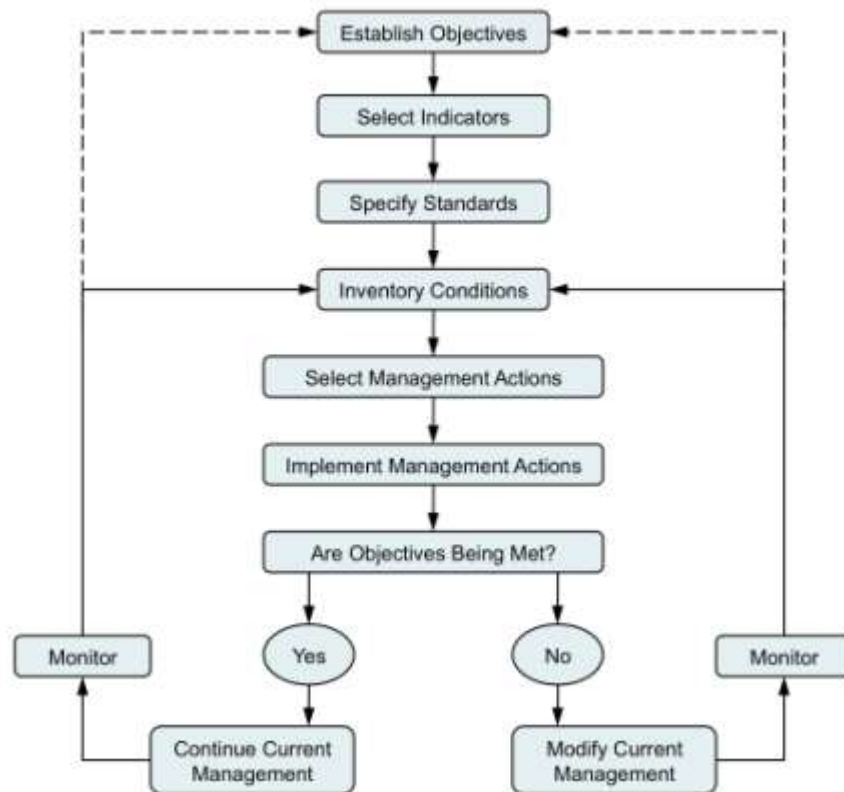 Establish Objectives
Select Indicators
Specify Standards
Inventory Conditions
Select Management Actions
Implement Management Actions
Are Objectives Being Met?
Yes
No
Monitor
Monitor
Continue Current
Management
Modify Current
Management